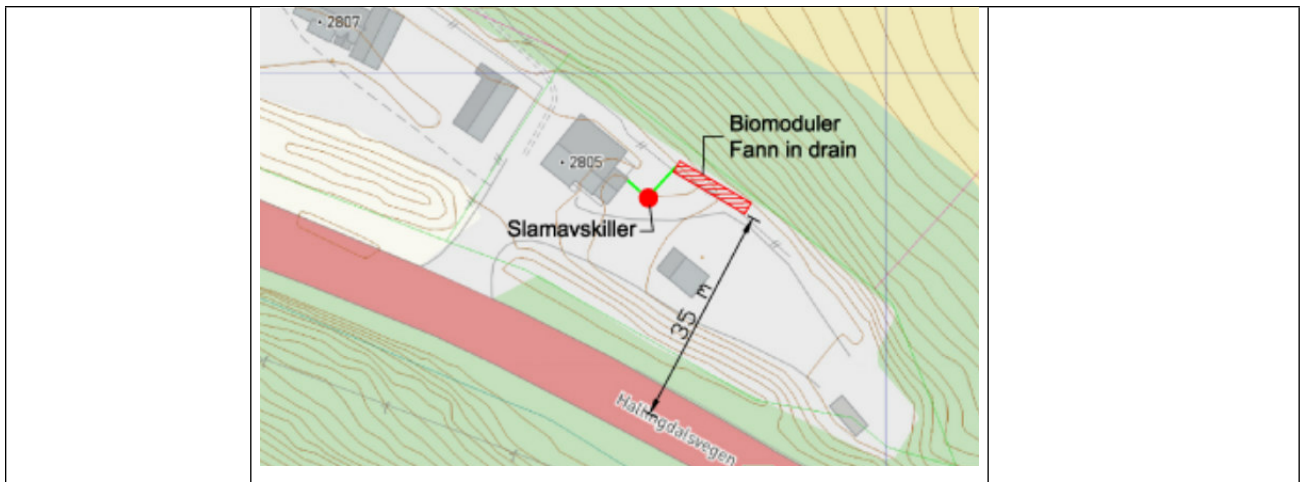 2807
Biomoduler
Fann in drain
2805
Slamavskiller
35 m
Hallingdalsvegen